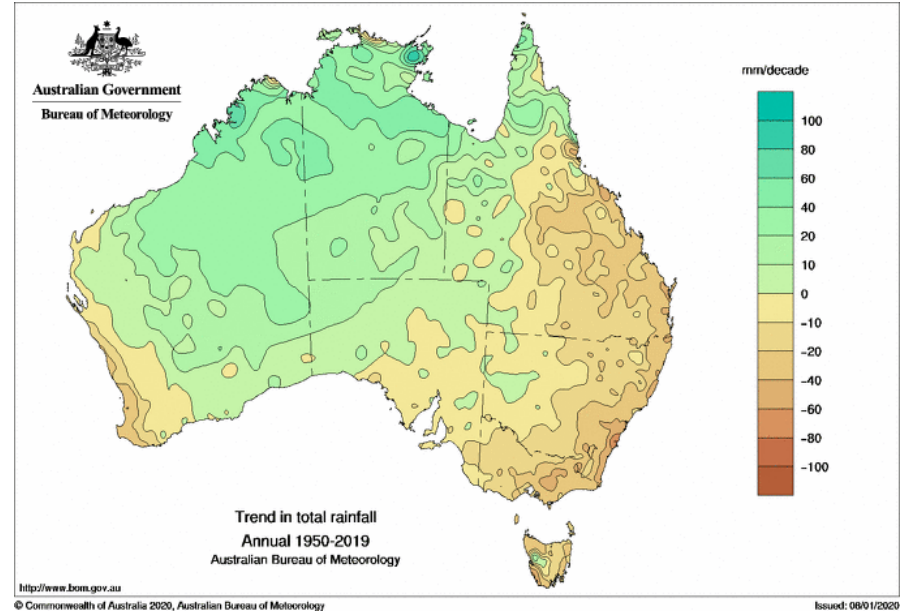 Australian Government
Bureau of Meteorology
mm/decade
100
80
60
40
20
10
0
-10
-20
-40
-60
-80
-100
Trend in total rainfall
Annual 1950-2019
Australian Bureau of Meteorology
http://www.bom.gov.au
© Commonwealth of Australia 2020, Australian Bureau of Meteorology
Issued: 08/01/2020